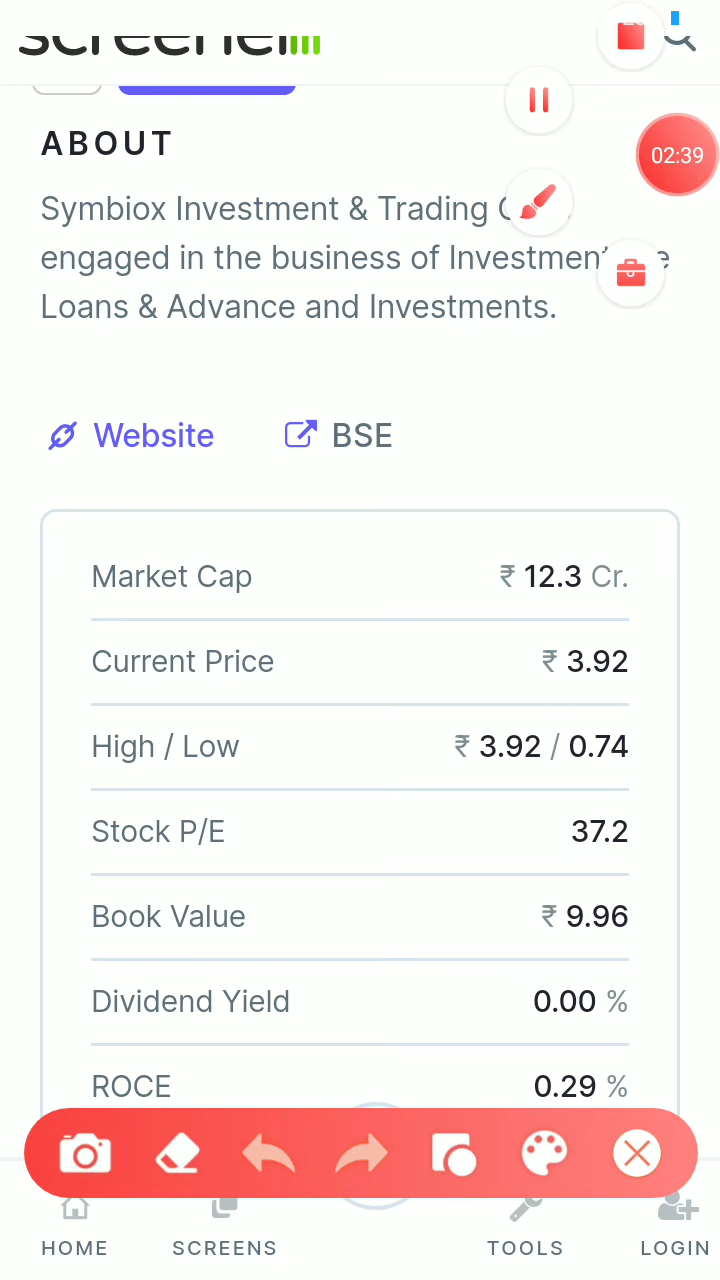 screener
02:39
ABOUT
Symbiox Investment & Trading
engaged in the business of
Loans & Advance and Investments.
Website BSE
Market Cap ₹ 12.3 Cr.
Current Price ₹ 3.92
High / Low ₹ 3.92 / 0.74
Stock P/E 37.2
Book Value ₹ 9.96
Dividend Yield 0.00 %
ROCE 0.29 %
HOME SCREENS TOOLS LOGIN